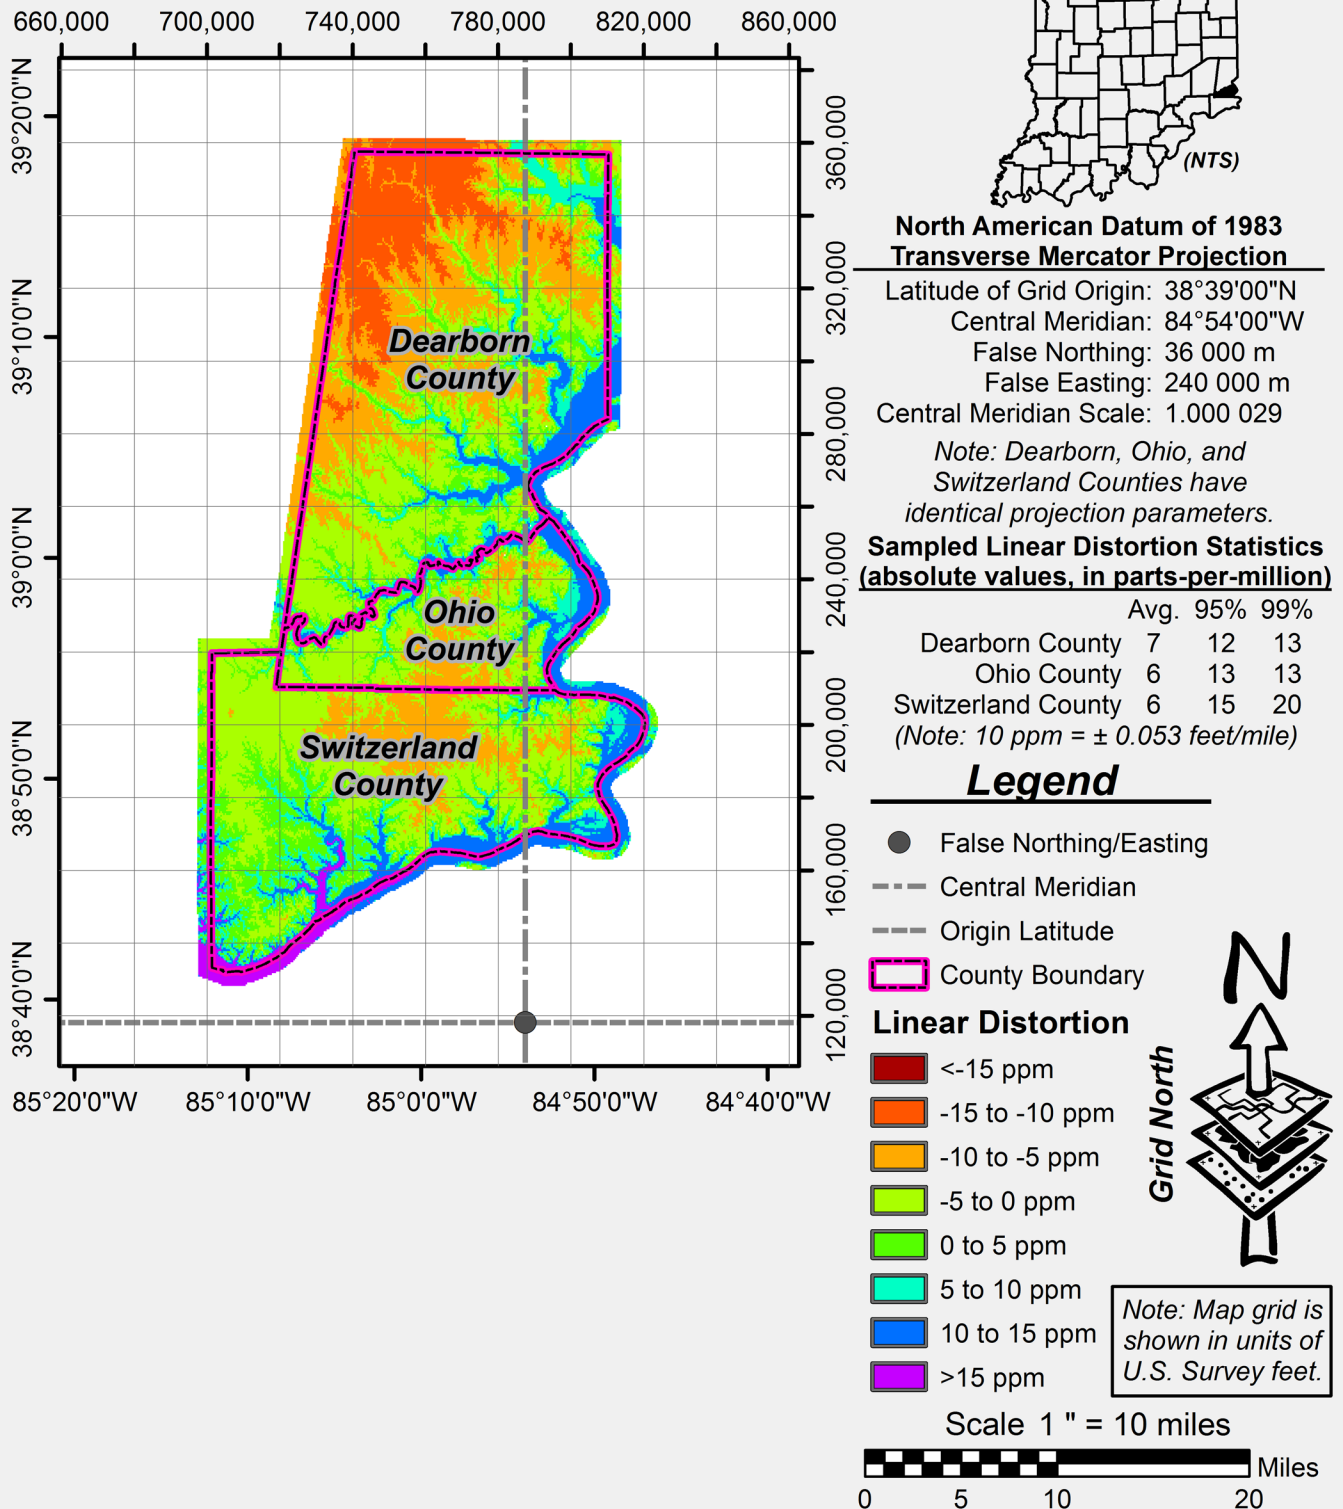 660,000 700,000 740,000 780,000 820,000 860,000
39°20'0"N
39°10'0"N
39°0'0"N
38°50'0"N
38°40'0"N
360,000
320,000
280,000
240,000
200,000
160,000
120,000
85°20'0"W 85°10'0"W 85°0'0"W 84°50'0"W 84°40'0"W
Dearborn
County
Ohio
County
Switzerland
County
(NTS)
North American Datum of 1983
Transverse Mercator Projection
Latitude of Grid Origin: 38°39'00"N
Central Meridian: 84°54'00"W
False Northing: 36 000 m
False Easting: 240 000 m
Central Meridian Scale: 1.000 029
Note: Dearborn, Ohio, and
Switzerland Counties have
identical projection parameters.
Sampled Linear Distortion Statistics
(absolute values, in parts-per-million)
Avg. 95% 99%
Dearborn County 7 12 13
Ohio County 6 13 13
Switzerland County 6 15 20
(Note: 10 ppm = ± 0.053 feet/mile)
Legend
False Northing/Easting
Central Meridian
Origin Latitude
County Boundary
Linear Distortion
<-15 ppm
-15 to -10 ppm
-10 to -5 ppm
-5 to 0 ppm
0 to 5 ppm
5 to 10 ppm
10 to 15 ppm
>15 ppm
N
Grid North
Note: Map grid is
shown in units of
U.S. Survey feet.
Scale 1 " = 10 miles
Miles
0 5 10 20